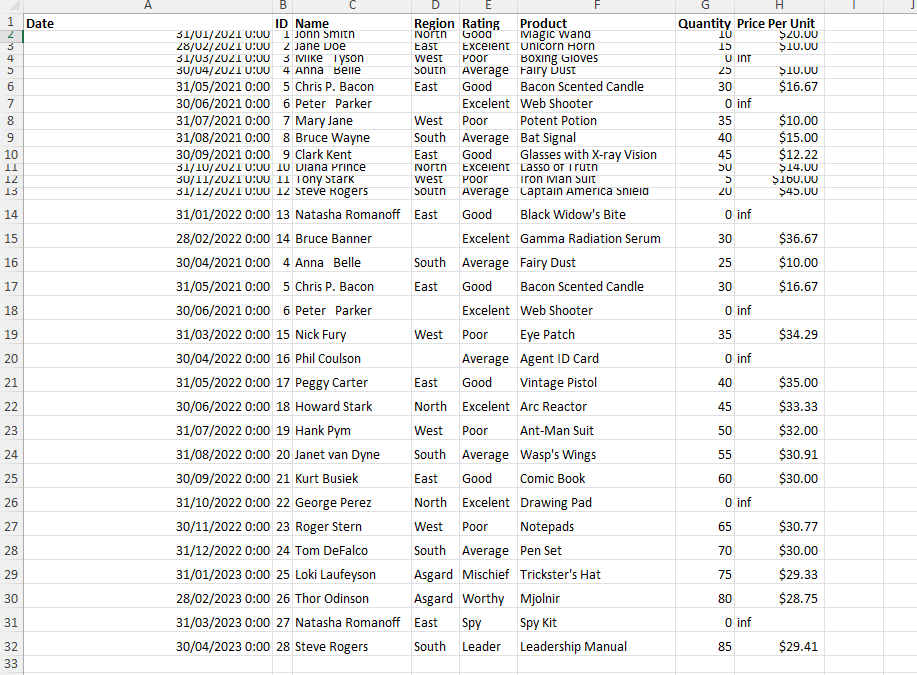 A B C D E F G H I J
1 Date ID Name Region Rating Product Quantity Price Per Unit
2 31/01/2021 0:00 1 John Smith North Good Magic Wand 10 $20.00
3 28/02/2021 0:00 2 Jane Doe East Excelent Unicorn Horn 15 $10.00
4 31/03/2021 0:00 3 Mike Tyson West Poor Boxing Gloves 0 inf
5 30/04/2021 0:00 4 Anna Belle South Average Fairy Dust 25 $10.00
6 31/05/2021 0:00 5 Chris P. Bacon East Good Bacon Scented Candle 30 $16.67
7 30/06/2021 0:00 6 Peter Parker Excelent Web Shooter 0 inf
8 31/07/2021 0:00 7 Mary Jane West Poor Potent Potion 35 $10.00
9 31/08/2021 0:00 8 Bruce Wayne South Average Bat Signal 40 $15.00
10 30/09/2021 0:00 9 Clark Kent East Good Glasses with X-ray Vision 45 $12.22
11 31/10/2021 0:00 10 Diana Prince North Excelent Lasso of Truth 50 $14.00
12 30/11/2021 0:00 11 Tony Stark West Poor Iron Man Suit 5 $160.00
13 31/12/2021 0:00 12 Steve Rogers South Average Captain America Shield 20 $45.00
14 31/01/2022 0:00 13 Natasha Romanoff East Good Black Widow's Bite 0 inf
15 28/02/2022 0:00 14 Bruce Banner Excelent Gamma Radiation Serum 30 $36.67
16 30/04/2021 0:00 4 Anna Belle South Average Fairy Dust 25 $10.00
17 31/05/2021 0:00 5 Chris P. Bacon East Good Bacon Scented Candle 30 $16.67
18 30/06/2021 0:00 6 Peter Parker Excelent Web Shooter 0 inf
19 31/03/2022 0:00 15 Nick Fury West Poor Eye Patch 35 $34.29
20 30/04/2022 0:00 16 Phil Coulson Average Agent ID Card 0 inf
21 31/05/2022 0:00 17 Peggy Carter East Good Vintage Pistol 40 $35.00
22 30/06/2022 0:00 18 Howard Stark North Excelent Arc Reactor 45 $33.33
23 31/07/2022 0:00 19 Hank Pym West Poor Ant-Man Suit 50 $32.00
24 31/08/2022 0:00 20 Janet van Dyne South Average Wasp's Wings 55 $30.91
25 30/09/2022 0:00 21 Kurt Busiek East Good Comic Book 60 $30.00
26 31/10/2022 0:00 22 George Perez North Excelent Drawing Pad 0 inf
27 30/11/2022 0:00 23 Roger Stern West Poor Notepads 65 $30.77
28 31/12/2022 0:00 24 Tom DeFalco South Average Pen Set 70 $30.00
29 31/01/2023 0:00 25 Loki Laufeyson Asgard Mischief Trickster's Hat 75 $29.33
30 28/02/2023 0:00 26 Thor Odinson Asgard Worthy Mjolnir 80 $28.75
31 31/03/2023 0:00 27 Natasha Romanoff East Spy Spy Kit 0 inf
32 30/04/2023 0:00 28 Steve Rogers South Leader Leadership Manual 85 $29.41
33